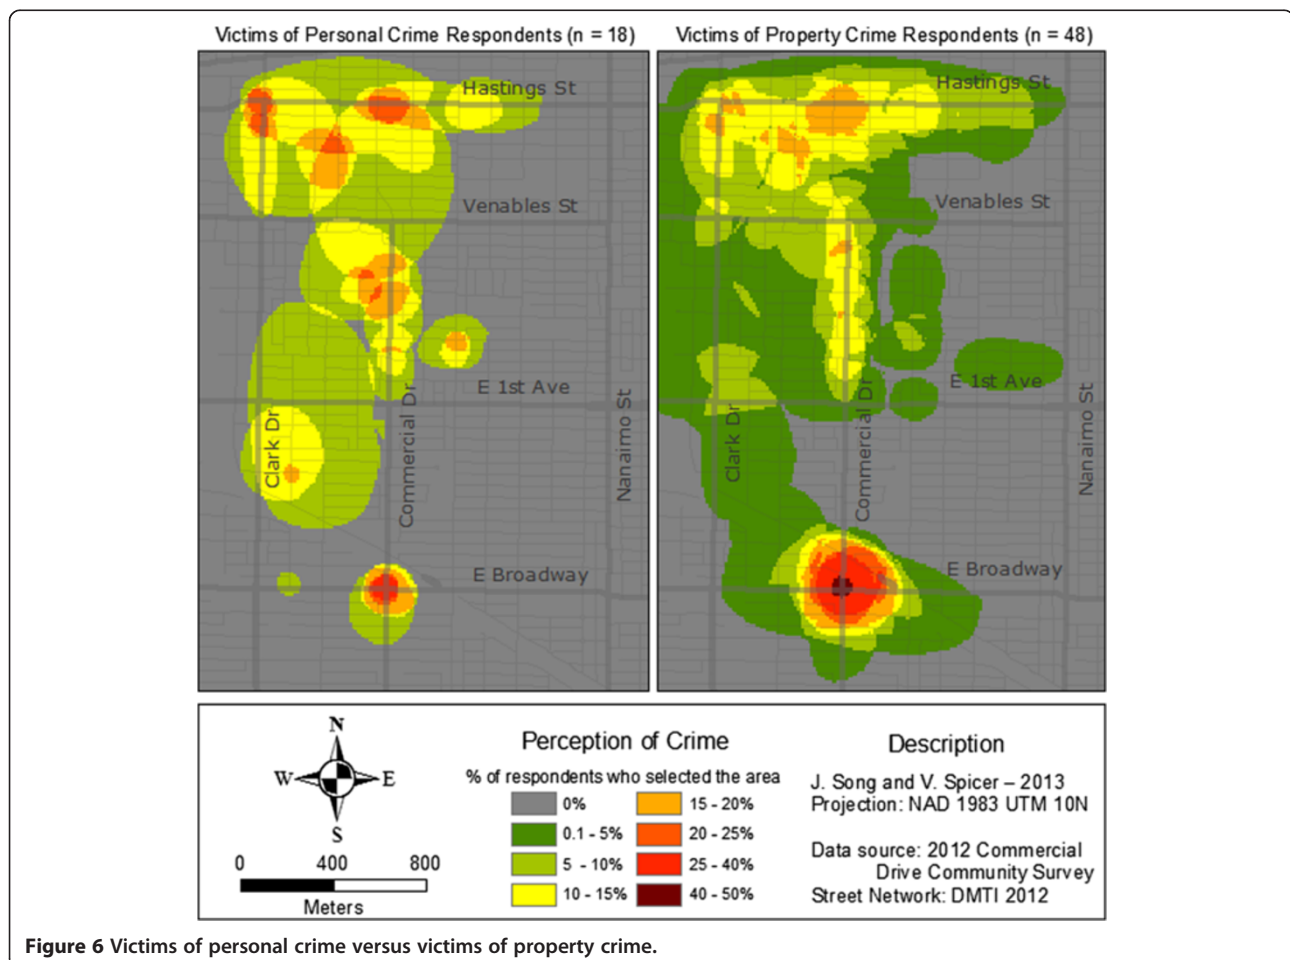 Victims of Personal Crime Respondents (n = 18)
Victims of Property Crime Respondents (n = 48)
Hastings St
Venables St
E 1st Ave
Clark Dr
Commercial Dr
Nanaimo St
E Broadway
Hastings St
Venables St
E 1st Ave
Clark Dr
Commercial Dr
Nanaimo St
E Broadway
N
W
E
S
0 400 800
Meters
Perception of Crime
% of respondents who selected the area
0%
0.1 - 5%
5 - 10%
10 - 15%
15 - 20%
20 - 25%
25 - 40%
40 - 50%
Description
J. Song and V. Spicer – 2013
Projection: NAD 1983 UTM 10N
Data source: 2012 Commercial
Drive Community Survey
Street Network: DMTI 2012
Figure 6 Victims of personal crime versus victims of property crime.